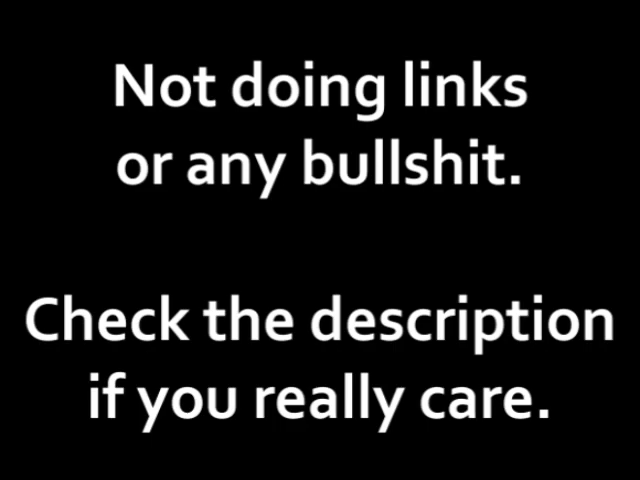 Not doing links
or any bullshit.
Check the description
if you really care.